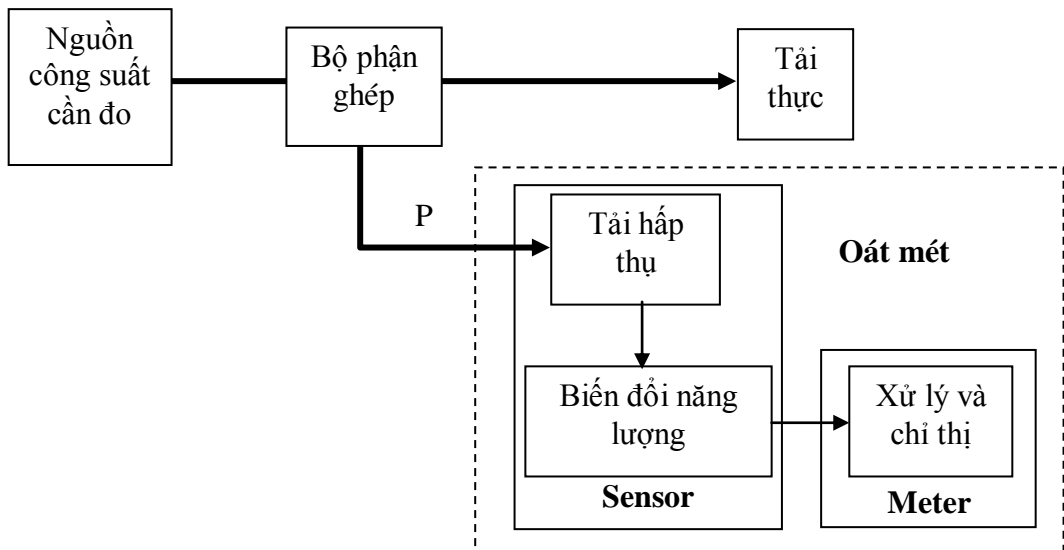 Nguồn
công suất
cần đo
Bộ phận
ghép
Tải
thực
P
Tải hấp
thụ
Oát mét
Biến đổi năng
lượng
Xử lý và
chỉ thị
Sensor
Meter